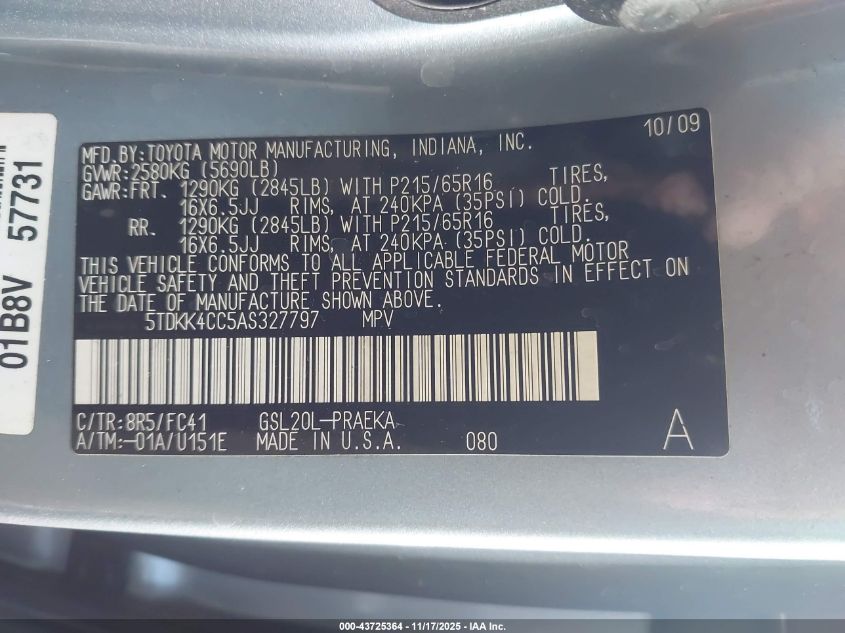 10/09
MFD.BY:TOYOTA MOTOR MANUFACTURING, INDIANA, INC.
GVWR:2580KG (5690LB)
GAWR:FRT. 1290KG (2845LB) WITH P215/65R16 TIRES,
16X6.5JJ RIMS, AT 240KPA (35PSI) COLD.
RR. 1290KG (2845LB) WITH P215/65R16 TIRES,
16X6.5JJ RIMS, AT 240KPA (35PSI) COLD.
THIS VEHICLE CONFORMS TO ALL APPLICABLE FEDERAL MOTOR
VEHICLE SAFETY AND THEFT PREVENTION STANDARDS IN EFFECT ON
THE DATE OF MANUFACTURE SHOWN ABOVE.
5TDKK4CC5AS327797 MPV
C/TR:8R5/FC41 GSL20L-PRAEKA
A/TM:-01A/U151E MADE IN U.S.A. 080 A
01B8V 57731
000-43725364 - 11/17/2025 - IAA Inc.